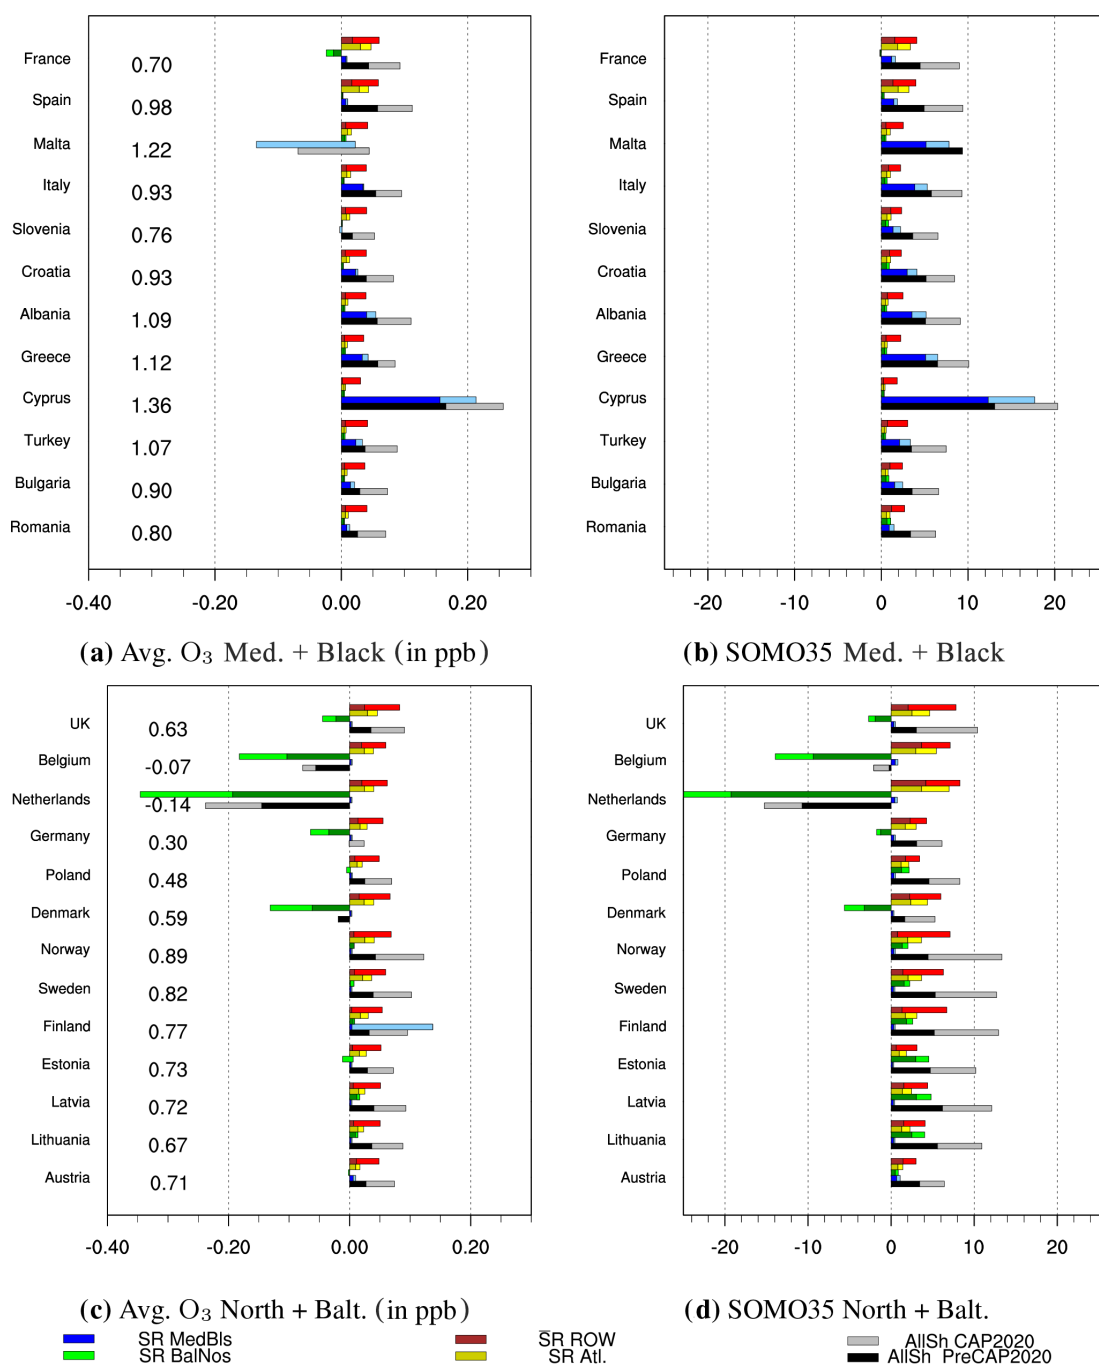 France 0.70
Spain 0.98
Malta 1.22
Italy 0.93
Slovenia 0.76
Croatia 0.93
Albania 1.09
Greece 1.12
Cyprus 1.36
Turkey 1.07
Bulgaria 0.90
Romania 0.80
-0.40 -0.20 0.00 0.20
(a) Avg. O₃ Med. + Black (in ppb)
France
Spain
Malta
Italy
Slovenia
Croatia
Albania
Greece
Cyprus
Turkey
Bulgaria
Romania
-20 -10 0 10 20
(b) SOMO35 Med. + Black
UK 0.63
Belgium -0.07
Netherlands -0.14
Germany 0.30
Poland 0.48
Denmark 0.59
Norway 0.89
Sweden 0.82
Finland 0.77
Estonia 0.73
Latvia 0.72
Lithuania 0.67
Austria 0.71
-0.40 -0.20 0.00 0.20
(c) Avg. O₃ North + Balt. (in ppb)
UK
Belgium
Netherlands
Germany
Poland
Denmark
Norway
Sweden
Finland
Estonia
Latvia
Lithuania
Austria
-20 -10 0 10 20
(d) SOMO35 North + Balt.
SR MedBls
SR BalNos
SR ROW
SR Atl.
AllSh CAP2020
AllSh PreCAP2020